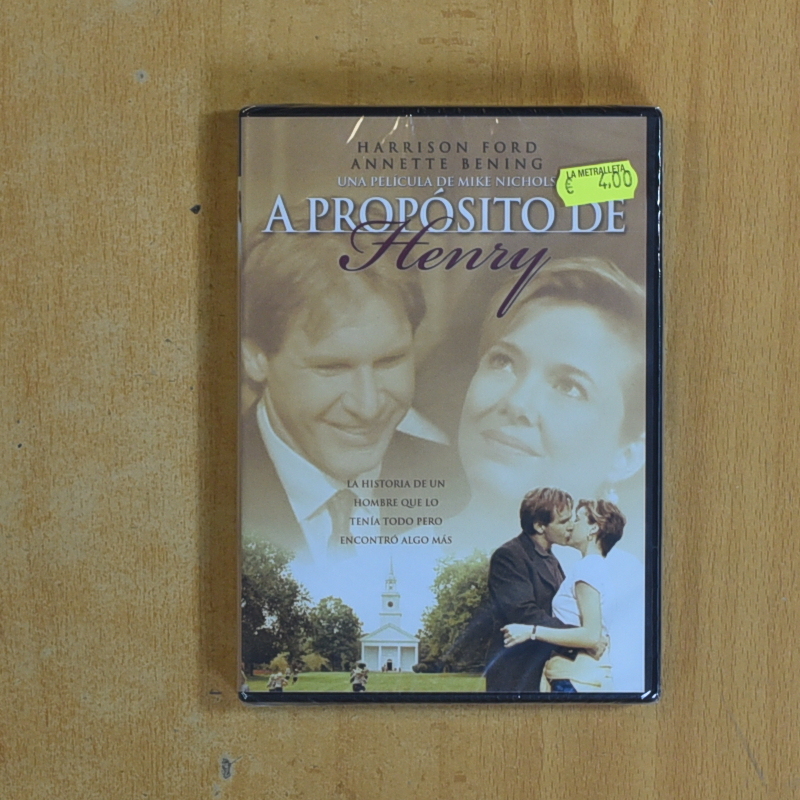 HARRISON FORD
ANNETTE BENING
UNA PELÍCULA DE MIKE NICHOLS
LA METRALLETA
€ 4,00
A PROPÓSITO DE
Henry
LA HISTORIA DE UN
HOMBRE QUE LO
TENÍA TODO PERO
ENCONTRÓ ALGO MÁS